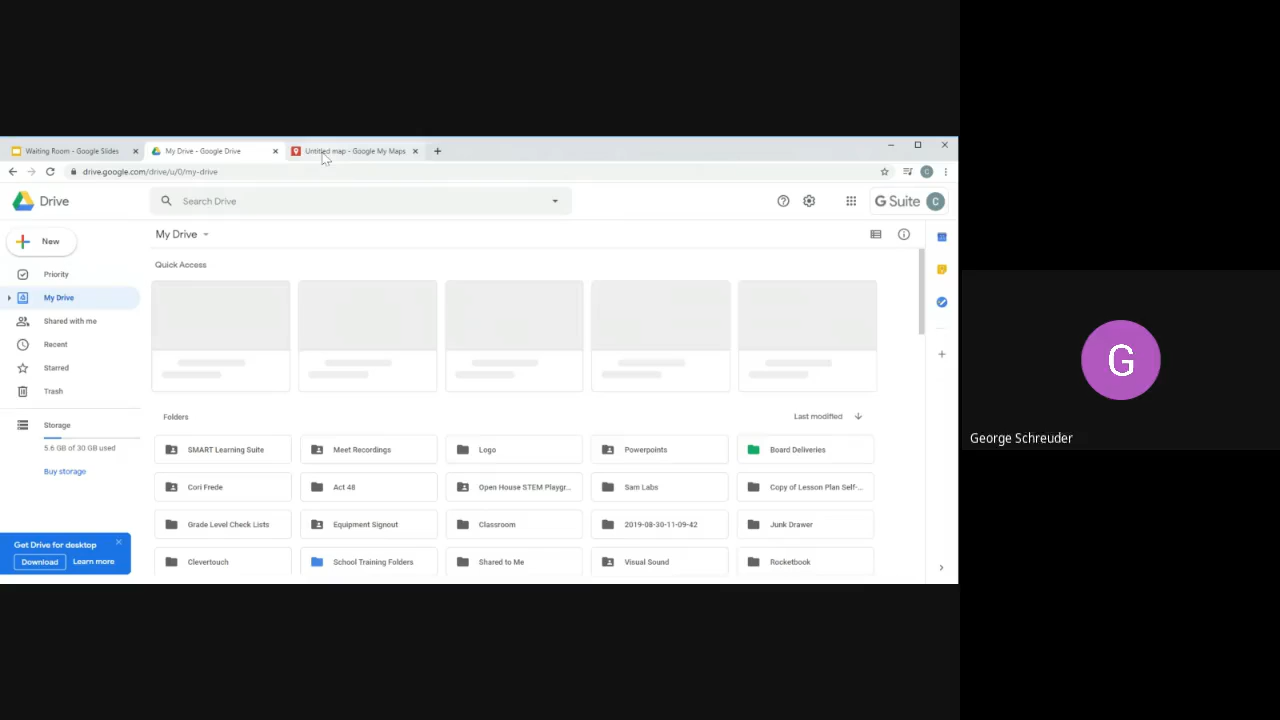 Waiting Room - Google Slides
My Drive - Google Drive
Untitled map - Google My Maps
drive.google.com/drive/u/0/my-drive
C
Drive
Search Drive
G Suite
C
New
My Drive
Priority
My Drive
Shared with me
Recent
Starred
Trash
Storage
5.6 GB of 30 GB used
Buy storage
Get Drive for desktop
Download
Learn more
Quick Access
Folders
Last modified
SMART Learning Suite
Meet Recordings
Logo
Powerpoints
Board Deliveries
Cori Frede
Act 48
Open House STEM Playgr...
Sam Labs
Copy of Lesson Plan Self-...
Grade Level Check Lists
Equipment Signout
Classroom
2019-08-30-11-09-42
Junk Drawer
Clevertouch
School Training Folders
Shared to Me
Visual Sound
Rocketbook
G
George Schreuder